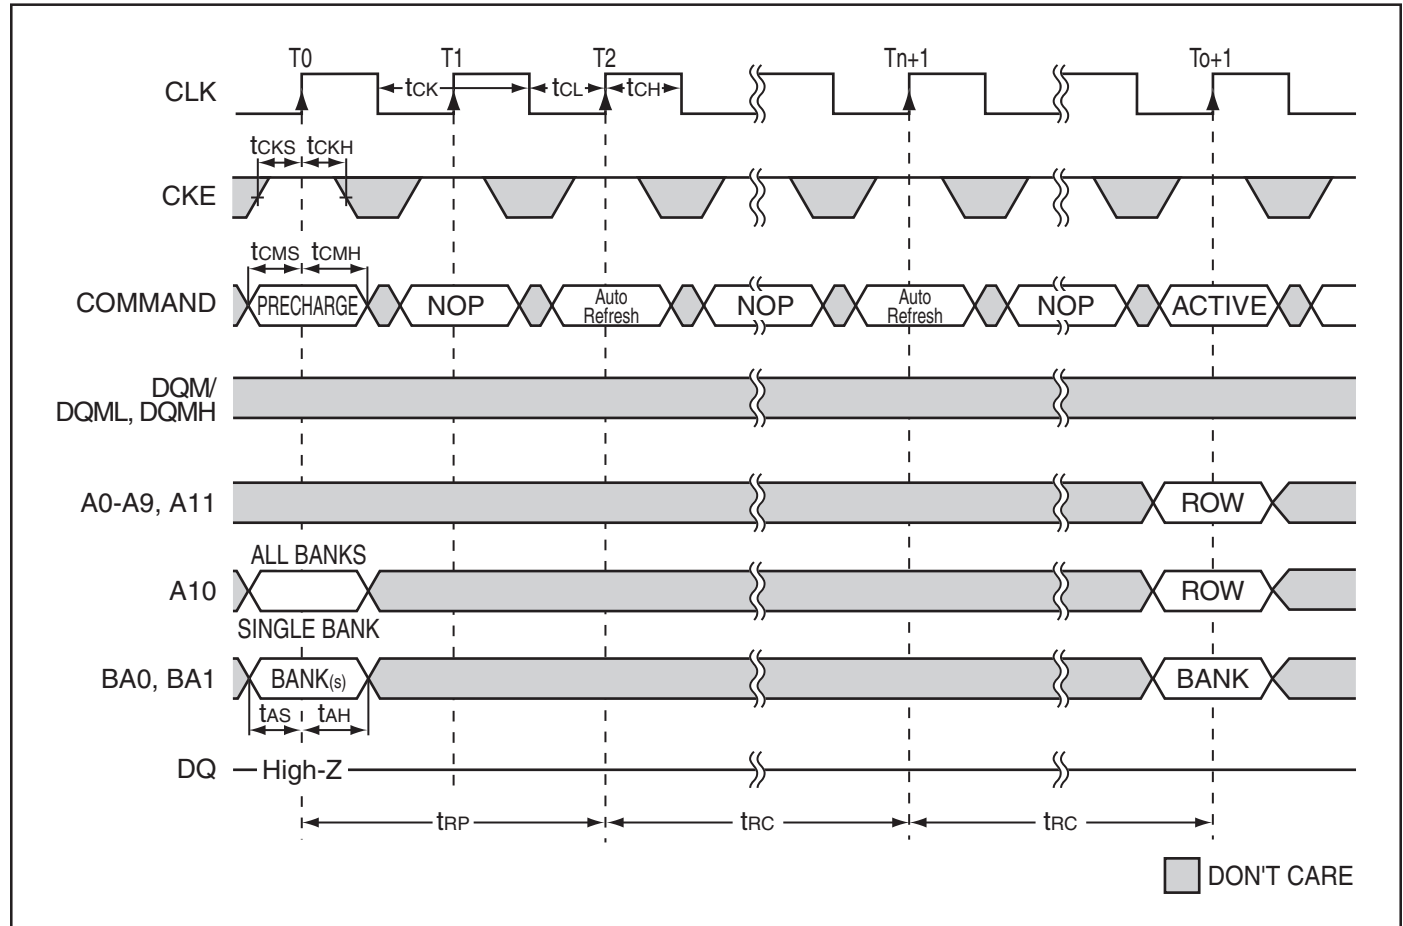 T0 T1 T2 Tn+1 To+1
CLK tCK tCL tCH
tCKS tCKH
CKE
tCMS tCMH
COMMAND PRECHARGE NOP Auto Refresh NOP Auto Refresh NOP ACTIVE
DQM/
DQML, DQMH
A0-A9, A11 ROW
ALL BANKS
A10 ROW
SINGLE BANK
BA0, BA1 BANK(s) BANK
tAS tAH
DQ High-Z
tRP tRC tRC
DON'T CARE